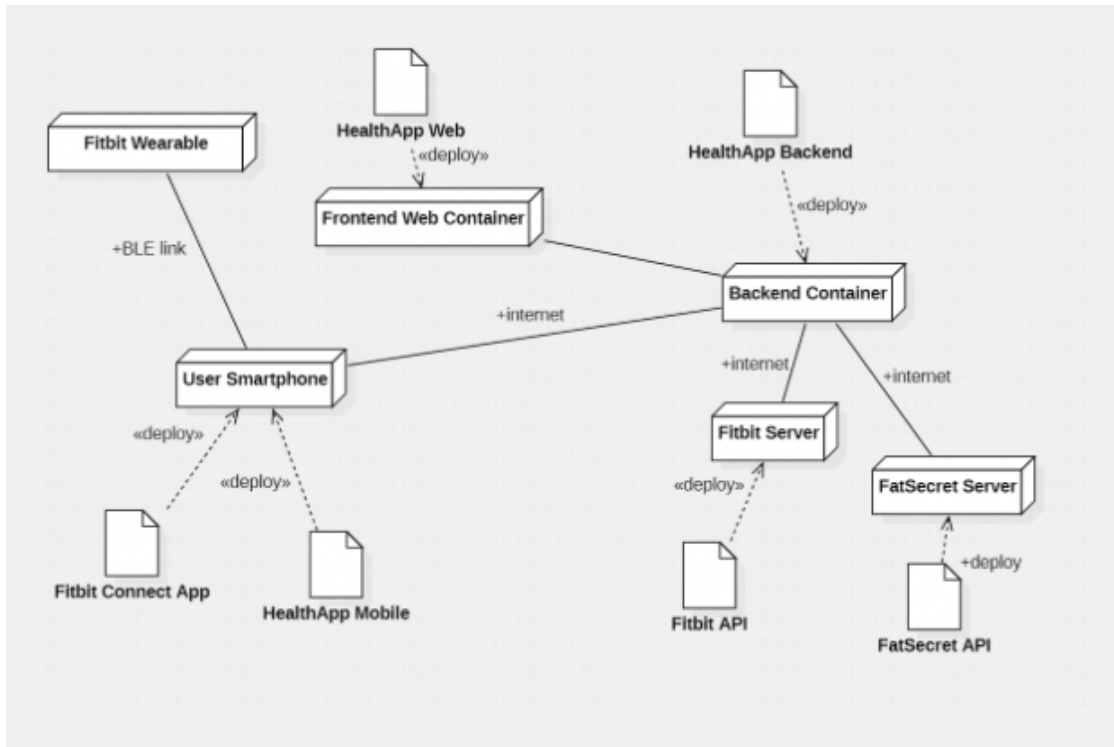 HealthApp Web
«deploy»
HealthApp Backend
«deploy»
Fitbit Wearable
Frontend Web Container
+BLE link
Backend Container
+internet
User Smartphone
+internet
+internet
«deploy»
«deploy»
Fitbit Server
FatSecret Server
«deploy»
+deploy
Fitbit Connect App
HealthApp Mobile
Fitbit API
FatSecret API